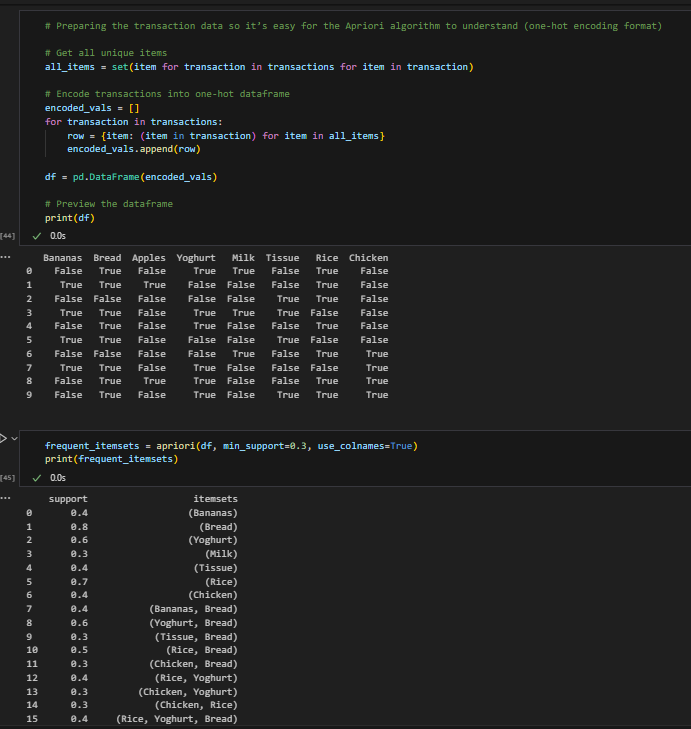 # Preparing the transaction data so it's easy for the Apriori algorithm to understand (one-hot encoding format)
# Get all unique items
all_items = set(item for transaction in transactions for item in transaction)
# Encode transactions into one-hot dataframe
encoded_vals = []
for transaction in transactions:
    row = {item: (item in transaction) for item in all_items}
    encoded_vals.append(row)
df = pd.DataFrame(encoded_vals)
# Preview the dataframe
print(df)
[44] ✓ 0.0s
... Bananas Bread Apples Yoghurt Milk Tissue Rice Chicken
0 False True False True True False True False
1 True True True False False False True False
2 False False False False False True True False
3 True True False True True True False False
4 False True False True False False True False
5 True True False False False True False False
6 False False False False True False True True
7 True True False True False False False True
8 False True True True False False True True
9 False True False True False True True True
frequent_itemsets = apriori(df, min_support=0.3, use_colnames=True)
print(frequent_itemsets)
[45] ✓ 0.0s
... support itemsets
0 0.4 (Bananas)
1 0.8 (Bread)
2 0.6 (Yoghurt)
3 0.3 (Milk)
4 0.4 (Tissue)
5 0.7 (Rice)
6 0.4 (Chicken)
7 0.4 (Bananas, Bread)
8 0.6 (Yoghurt, Bread)
9 0.3 (Tissue, Bread)
10 0.5 (Rice, Bread)
11 0.3 (Chicken, Bread)
12 0.4 (Rice, Yoghurt)
13 0.3 (Chicken, Yoghurt)
14 0.3 (Chicken, Rice)
15 0.4 (Rice, Yoghurt, Bread)